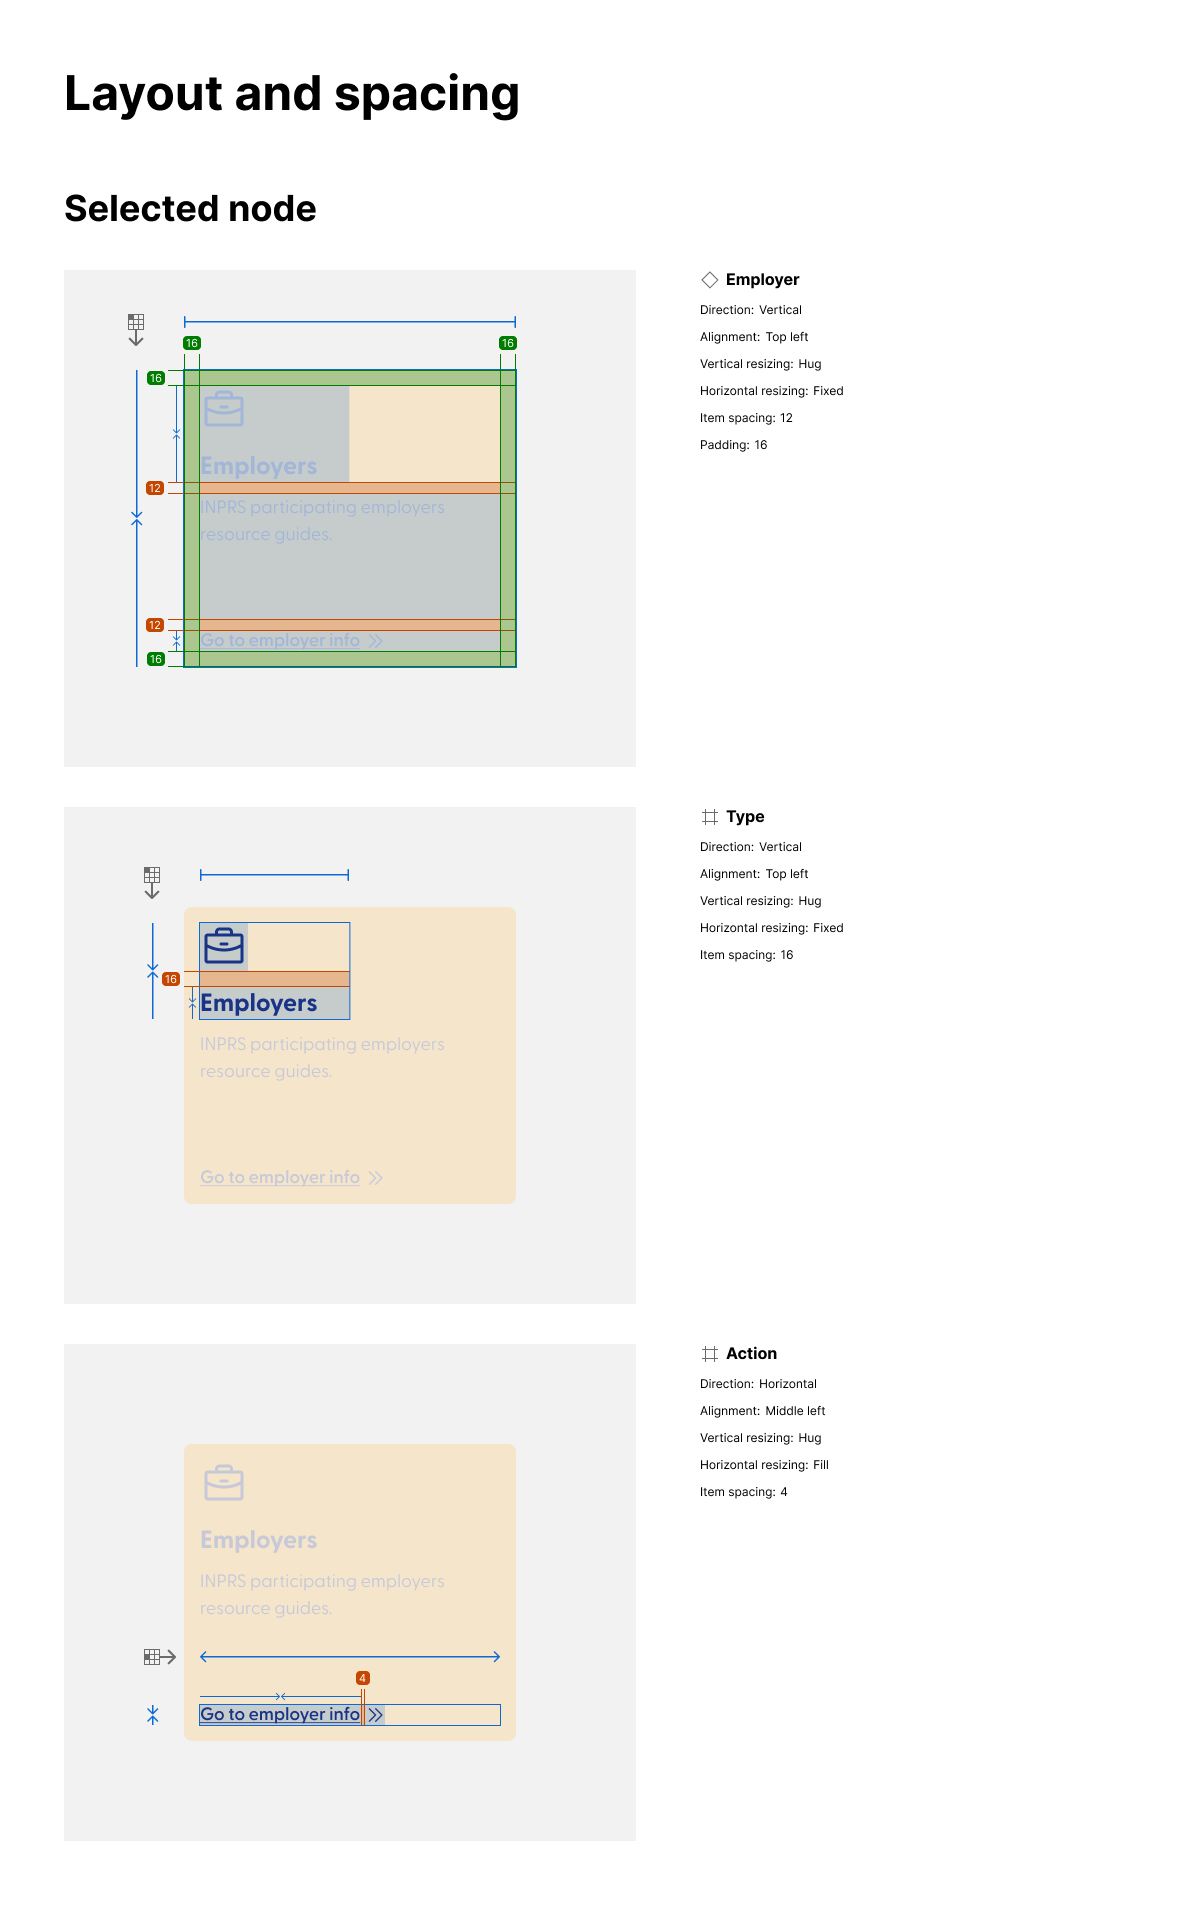 Layout and spacing
Selected node
16
16
16
Employers
12
INPRS participating employers
resource guides.
12
Go to employer info
16
Employer
Direction: Vertical
Alignment: Top left
Vertical resizing: Hug
Horizontal resizing: Fixed
Item spacing: 12
Padding: 16
16
Employers
INPRS participating employers
resource guides.
Go to employer info
Type
Direction: Vertical
Alignment: Top left
Vertical resizing: Hug
Horizontal resizing: Fixed
Item spacing: 16
Employers
INPRS participating employers
resource guides.
4
Go to employer info
Action
Direction: Horizontal
Alignment: Middle left
Vertical resizing: Hug
Horizontal resizing: Fill
Item spacing: 4